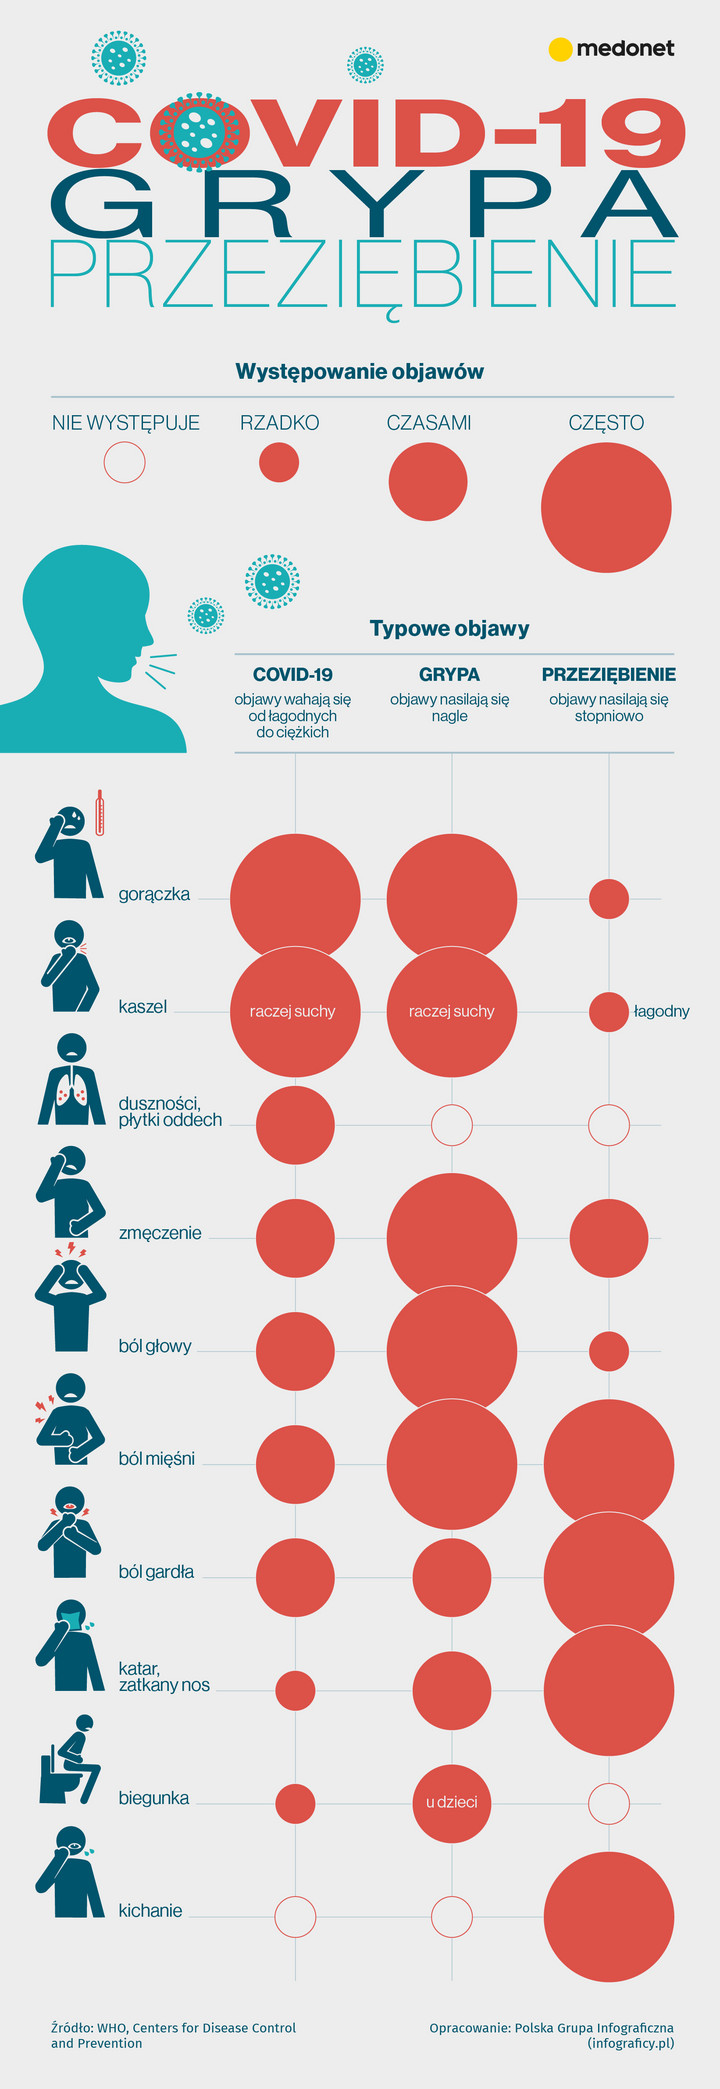 medonet
COVID-19
GRYPA
PRZEZIĘBIENIE
Występowanie objawów
NIE WYSTĘPUJE
RZADKO
CZASAMI
CZĘSTO
Typowe objawy
COVID-19
objawy wahają się
od łagodnych
do ciężkich
GRYPA
objawy nasilają się
nagle
PRZEZIĘBIENIE
objawy nasilają się
stopniowo
gorączka
kaszel
raczej suchy
raczej suchy
łagodny
duszności,
płytki oddech
zmęczenie
ból głowy
ból mięśni
ból gardła
katar,
zatkany nos
biegunka
u dzieci
kichanie
Źródło: WHO, Centers for Disease Control
and Prevention
Opracowanie: Polska Grupa Infograficzna
(infograficy.pl)